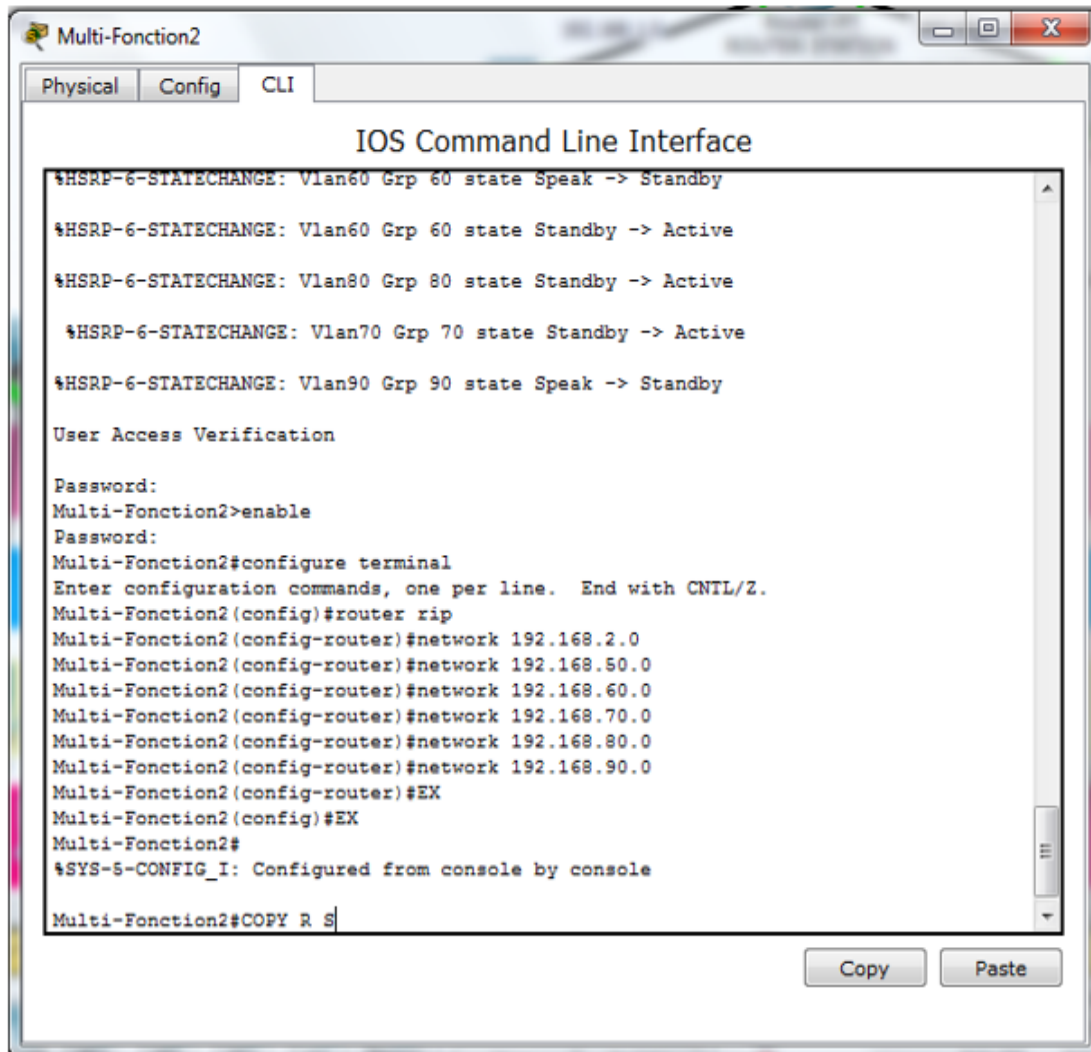 Multi-Fonction2
Physical Config CLI
IOS Command Line Interface
%HSRP-6-STATECHANGE: Vlan60 Grp 60 state Speak -> Standby
%HSRP-6-STATECHANGE: Vlan60 Grp 60 state Standby -> Active
%HSRP-6-STATECHANGE: Vlan80 Grp 80 state Standby -> Active
%HSRP-6-STATECHANGE: Vlan70 Grp 70 state Standby -> Active
%HSRP-6-STATECHANGE: Vlan90 Grp 90 state Speak -> Standby
User Access Verification
Password:
Multi-Fonction2>enable
Password:
Multi-Fonction2#configure terminal
Enter configuration commands, one per line.  End with CNTL/Z.
Multi-Fonction2(config)#router rip
Multi-Fonction2(config-router)#network 192.168.2.0
Multi-Fonction2(config-router)#network 192.168.50.0
Multi-Fonction2(config-router)#network 192.168.60.0
Multi-Fonction2(config-router)#network 192.168.70.0
Multi-Fonction2(config-router)#network 192.168.80.0
Multi-Fonction2(config-router)#network 192.168.90.0
Multi-Fonction2(config-router)#EX
Multi-Fonction2(config)#EX
Multi-Fonction2#
%SYS-5-CONFIG_I: Configured from console by console
Multi-Fonction2#COPY R S
Copy Paste